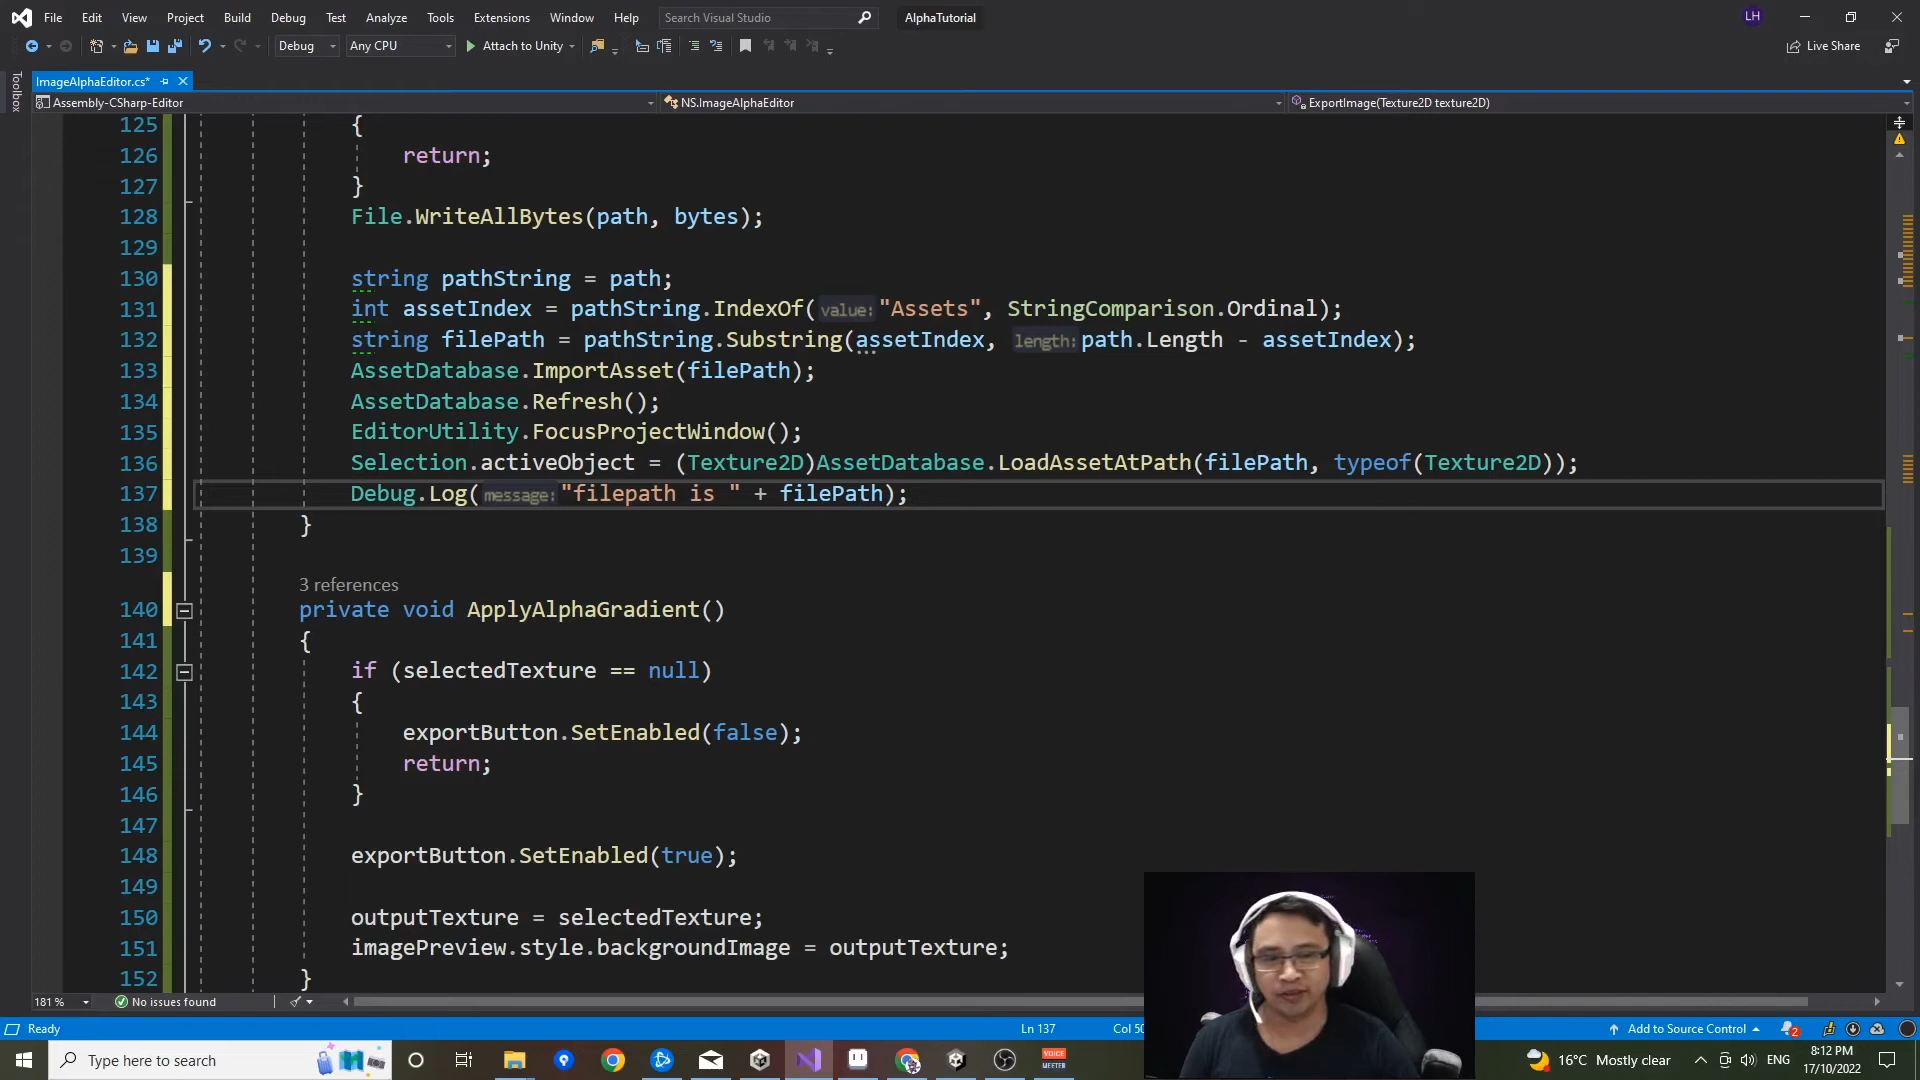 File Edit View Project Build Debug Test Analyze Tools Extensions Window Help Search Visual Studio AlphaTutorial LH
Debug Any CPU Attach to Unity Live Share
ImageAlphaEditor.cs*
Toolbox
Assembly-CSharp-Editor NS.ImageAlphaEditor ExportImage(Texture2D texture2D)
125 {
126 return;
127 }
128 File.WriteAllBytes(path, bytes);
129
130 string pathString = path;
131 int assetIndex = pathString.IndexOf(value: "Assets", StringComparison.Ordinal);
132 string filePath = pathString.Substring(assetIndex, length: path.Length - assetIndex);
133 AssetDatabase.ImportAsset(filePath);
134 AssetDatabase.Refresh();
135 EditorUtility.FocusProjectWindow();
136 Selection.activeObject = (Texture2D)AssetDatabase.LoadAssetAtPath(filePath, typeof(Texture2D));
137 Debug.Log(message: "filepath is " + filePath);
138 }
139
3 references
140 private void ApplyAlphaGradient()
141 {
142 if (selectedTexture == null)
143 {
144 exportButton.SetEnabled(false);
145 return;
146 }
147
148 exportButton.SetEnabled(true);
149
150 outputTexture = selectedTexture;
151 imagePreview.style.backgroundImage = outputTexture;
152 }
181 % No issues found
Ready Ln 137 Col 50 Add to Source Control 2
Type here to search VOICE MEETER 16°C Mostly clear ENG 8:12 PM
17/10/2022